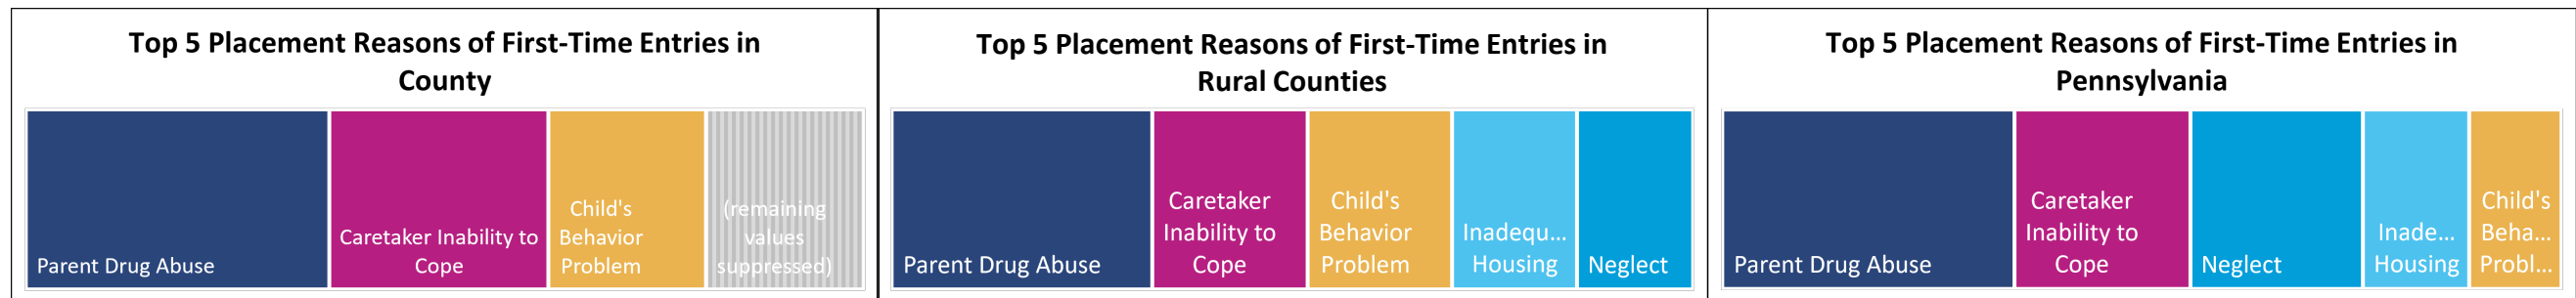 Top 5 Placement Reasons of First-Time Entries in
County
Parent Drug Abuse
Caretaker Inability to
Cope
Child's
Behavior
Problem
(remaining
values
suppressed)
Top 5 Placement Reasons of First-Time Entries in
Rural Counties
Parent Drug Abuse
Caretaker
Inability to
Cope
Child's
Behavior
Problem
Inadequ...
Housing
Neglect
Top 5 Placement Reasons of First-Time Entries in
Pennsylvania
Parent Drug Abuse
Caretaker
Inability to
Cope
Neglect
Inade...
Housing
Child's
Beha...
Probl...